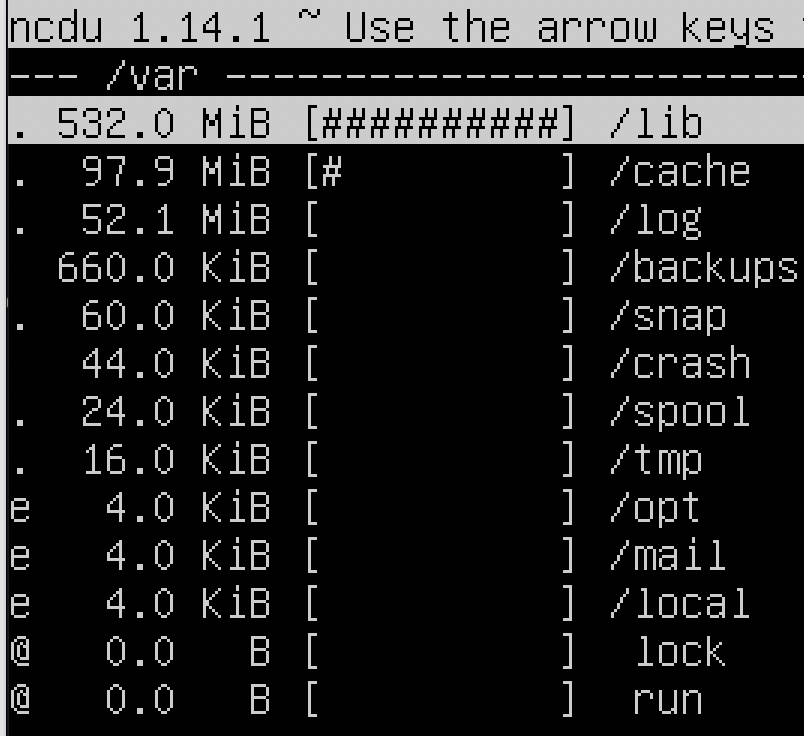 ncdu 1.14.1 ~ Use the arrow keys
--- /var ------------------------
. 532.0 MiB [##########] /lib
.  97.9 MiB [#         ] /cache
.  52.1 MiB [          ] /log
  660.0 KiB [          ] /backups
.  60.0 KiB [          ] /snap
   44.0 KiB [          ] /crash
.  24.0 KiB [          ] /spool
.  16.0 KiB [          ] /tmp
e   4.0 KiB [          ] /opt
e   4.0 KiB [          ] /mail
e   4.0 KiB [          ] /local
@   0.0   B [          ]  lock
@   0.0   B [          ]  run